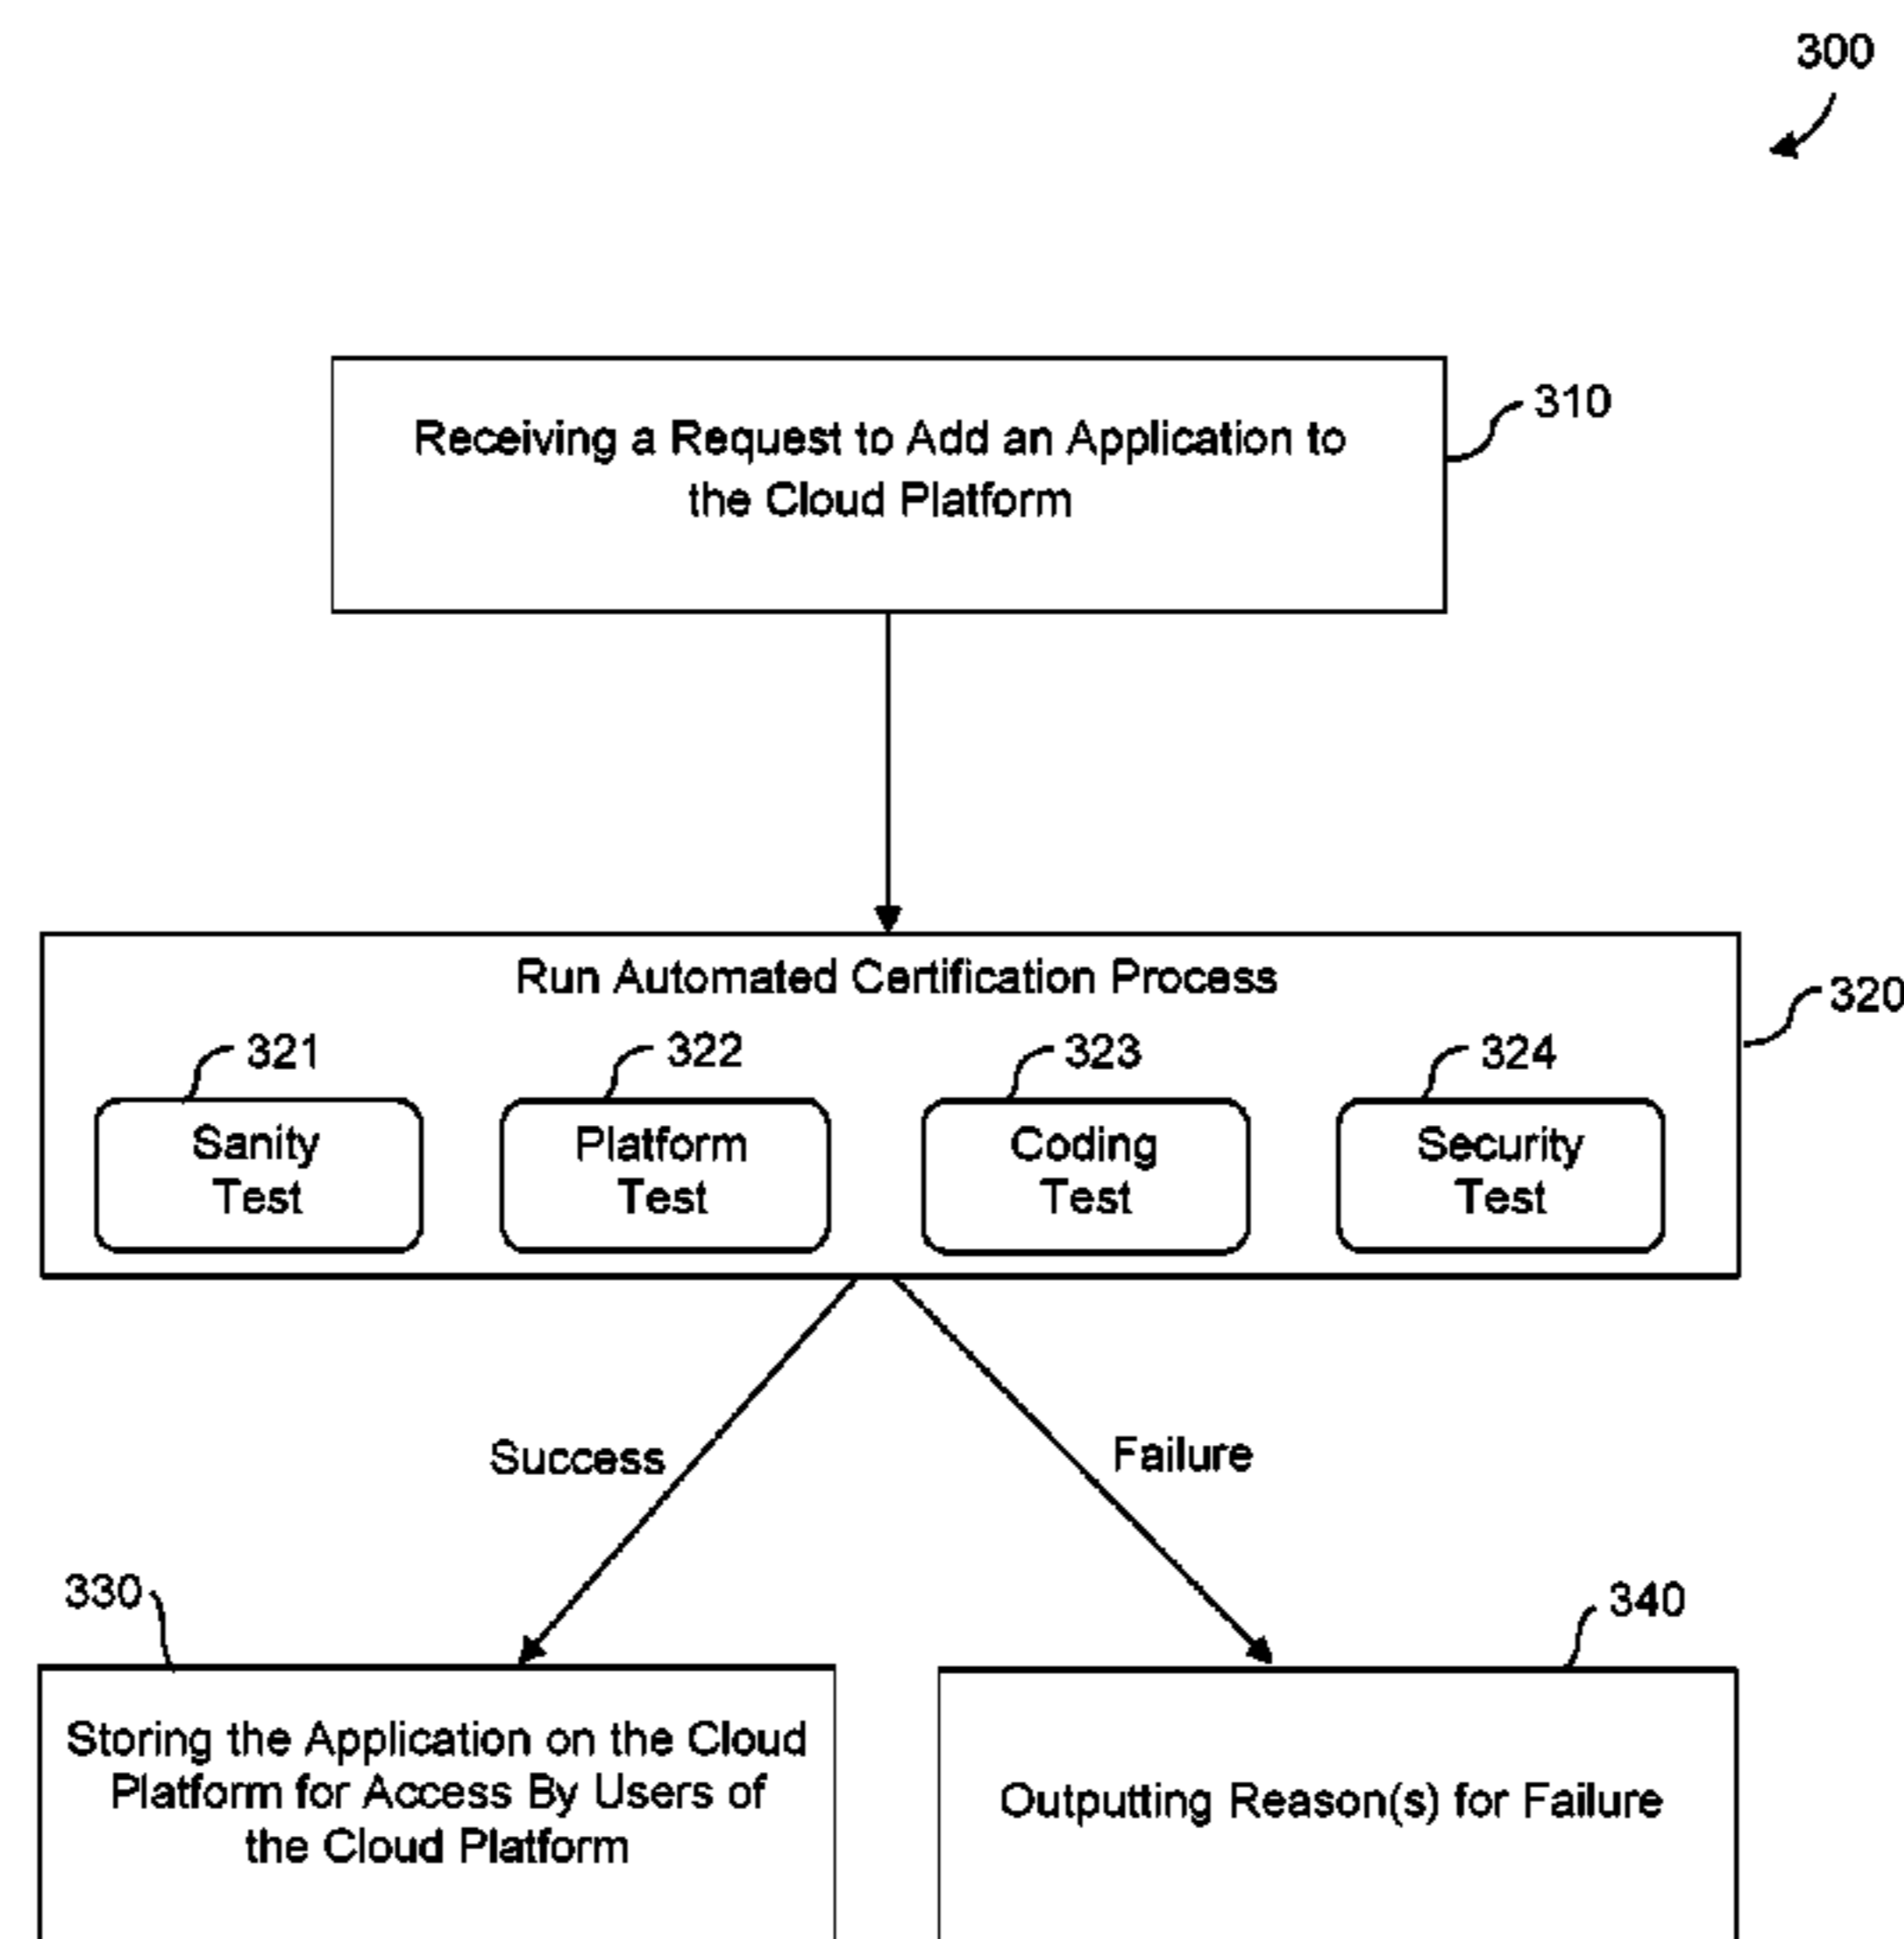 300
310
Receiving a Request to Add an Application to
the Cloud Platform
Run Automated Certification Process
320
321
322
323
324
Sanity
Test
Platform
Test
Coding
Test
Security
Test
Success
Failure
330
340
Storing the Application on the Cloud
Platform for Access By Users of
the Cloud Platform
Outputting Reason(s) for Failure